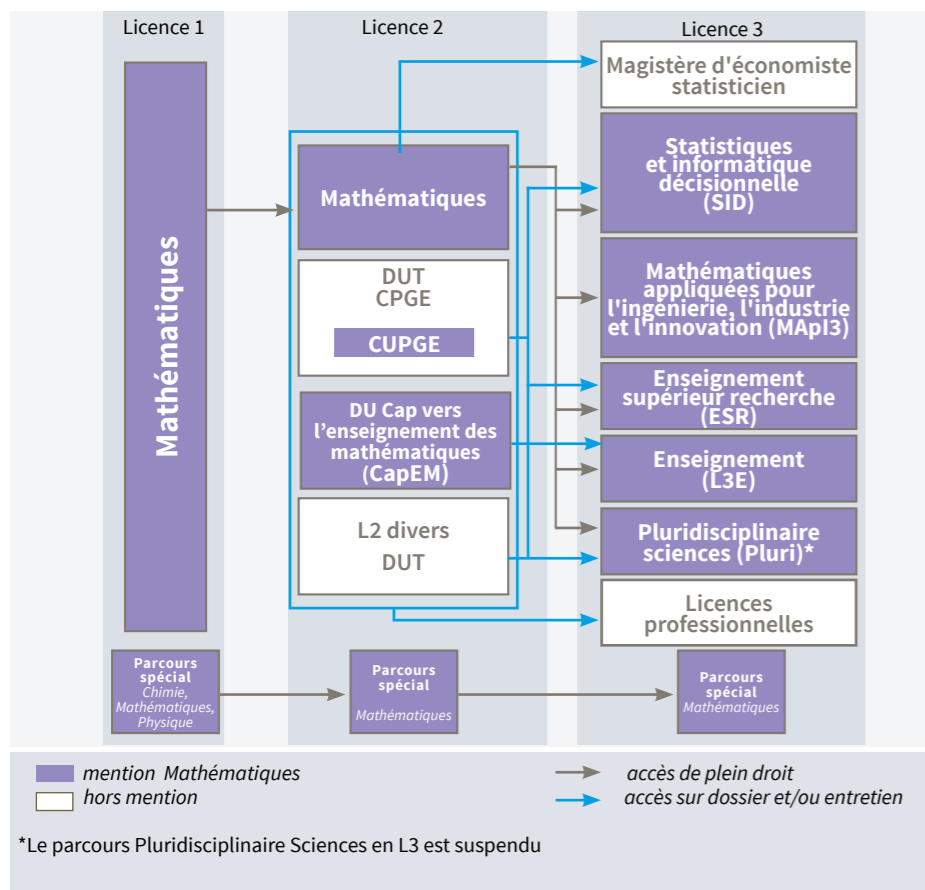 Licence 1
Licence 2
Licence 3
Mathématiques
Mathématiques
DUT
CPGE
CUPGE
DU Cap vers
l’enseignement des
mathématiques
(CapEM)
L2 divers
DUT
Magistère d'économiste
statisticien
Statistiques
et informatique
décisionnelle
(SID)
Mathématiques
appliquées pour
l'ingénierie, l'industrie
et l'innovation (MApI3)
Enseignement
supérieur recherche
(ESR)
Enseignement
(L3E)
Pluridisciplinaire
sciences (Pluri)*
Licences
professionnelles
Parcours
spécial
Chimie,
Mathématiques,
Physique
Parcours
spécial
Mathématiques
Parcours
spécial
Mathématiques
mention Mathématiques
hors mention
accès de plein droit
accès sur dossier et/ou entretien
*Le parcours Pluridisciplinaire Sciences en L3 est suspendu